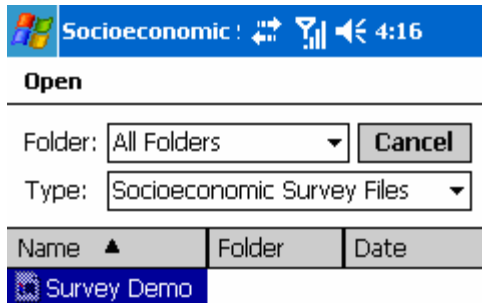 Socioeconomic 4:16
Open
Folder: All Folders Cancel
Type: Socioeconomic Survey Files
Name Folder Date
Survey Demo